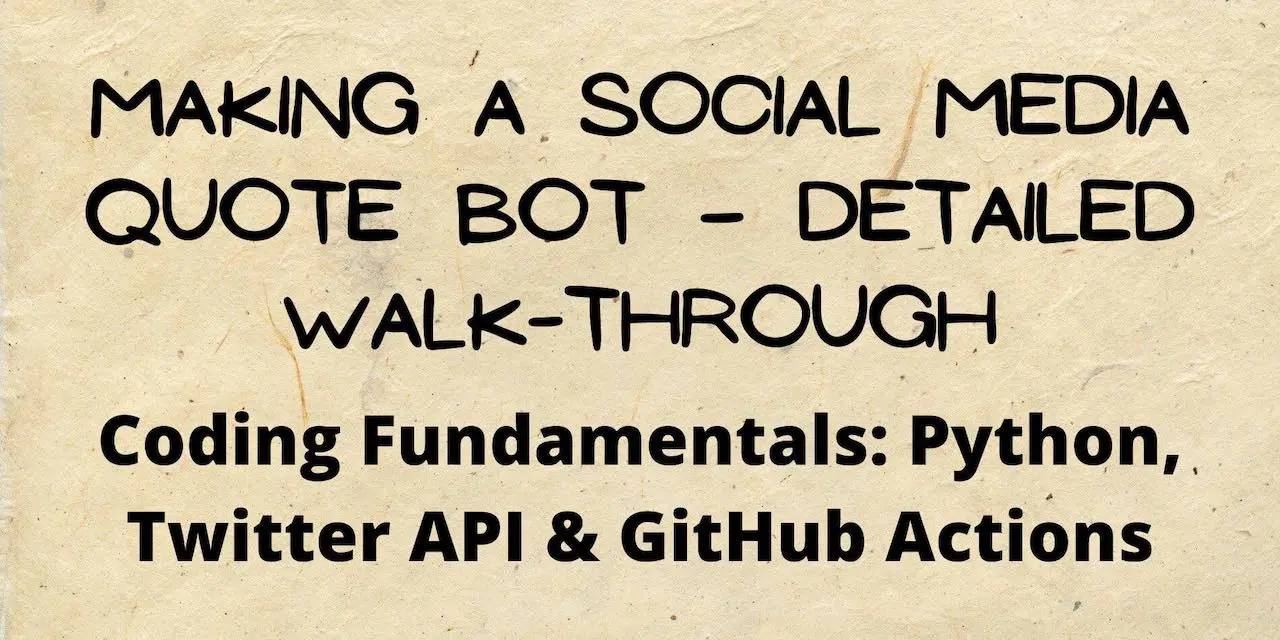 MAKING A SOCIAL MEDIA
QUOTE BOT - DETAILED
WALK-THROUGH
Coding Fundamentals: Python,
Twitter API & GitHub Actions